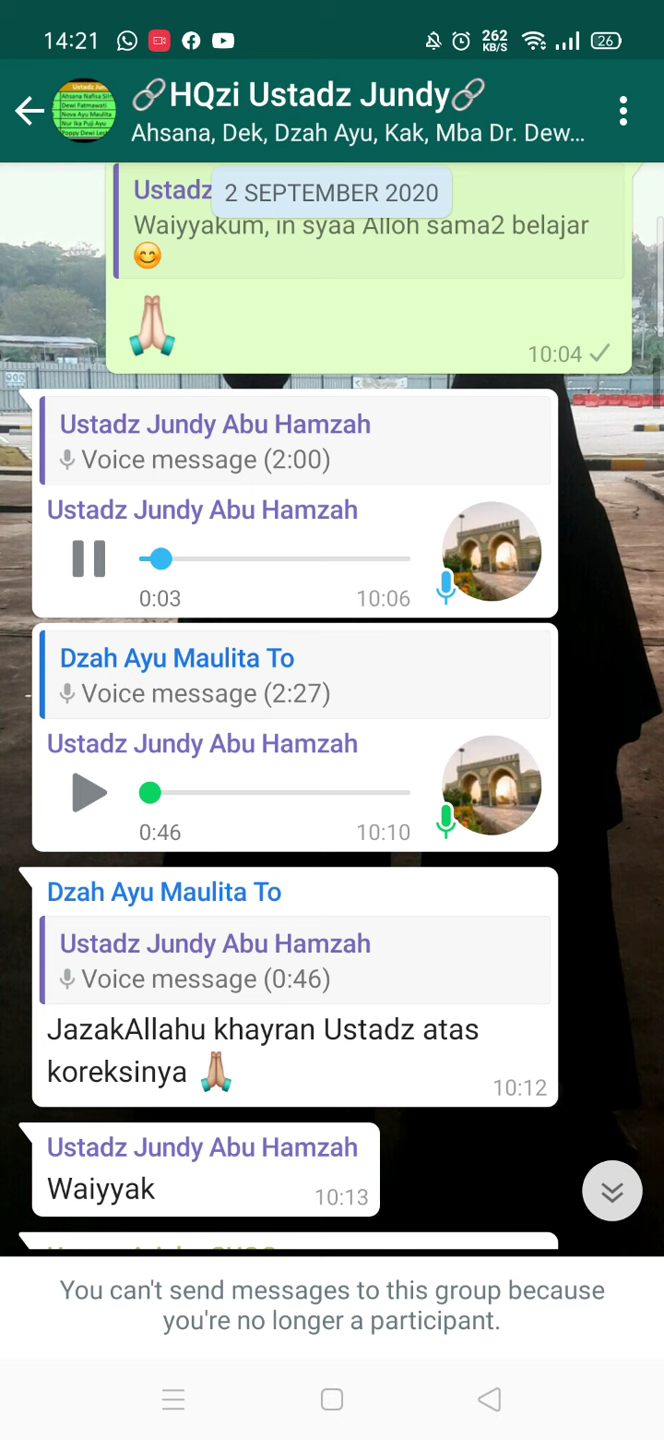 14:21
262
KB/S
26
HQzi Ustadz Jundy
Ahsana, Dek, Dzah Ayu, Kak, Mba Dr. Dew...
Ustadz
2 SEPTEMBER 2020
Waiyyakum, in syaa Alloh sama2 belajar
😊
🙏🏻
10:04
Ustadz Jundy Abu Hamzah
Voice message (2:00)
Ustadz Jundy Abu Hamzah
0:03
10:06
Dzah Ayu Maulita To
Voice message (2:27)
Ustadz Jundy Abu Hamzah
0:46
10:10
Dzah Ayu Maulita To
Ustadz Jundy Abu Hamzah
Voice message (0:46)
JazakAllahu khayran Ustadz atas
koreksinya 🙏🏼
10:12
Ustadz Jundy Abu Hamzah
Waiyyak
10:13
You can't send messages to this group because
you're no longer a participant.